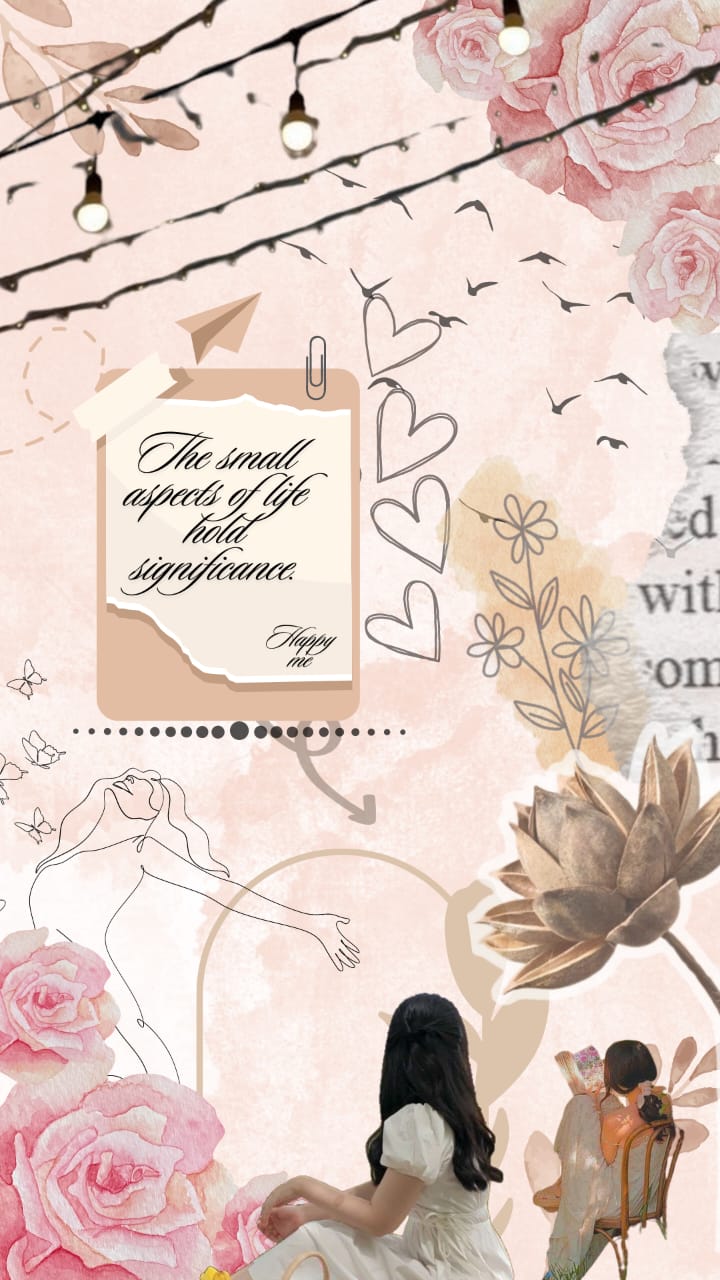 The small
aspects of life
hold
significance.
Happy
me
ed
with
om
h